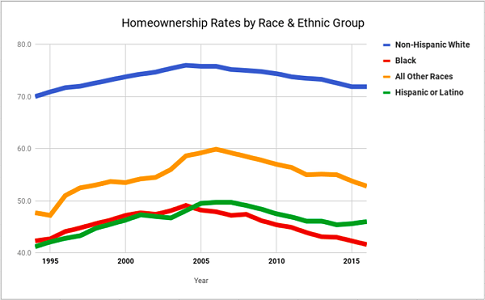 Homeownership Rates by Race & Ethnic Group
80.0
70.0
60.0
50.0
40.0
1995
2000
2005
2010
2015
Year
Non-Hispanic White
Black
All Other Races
Hispanic or Latino